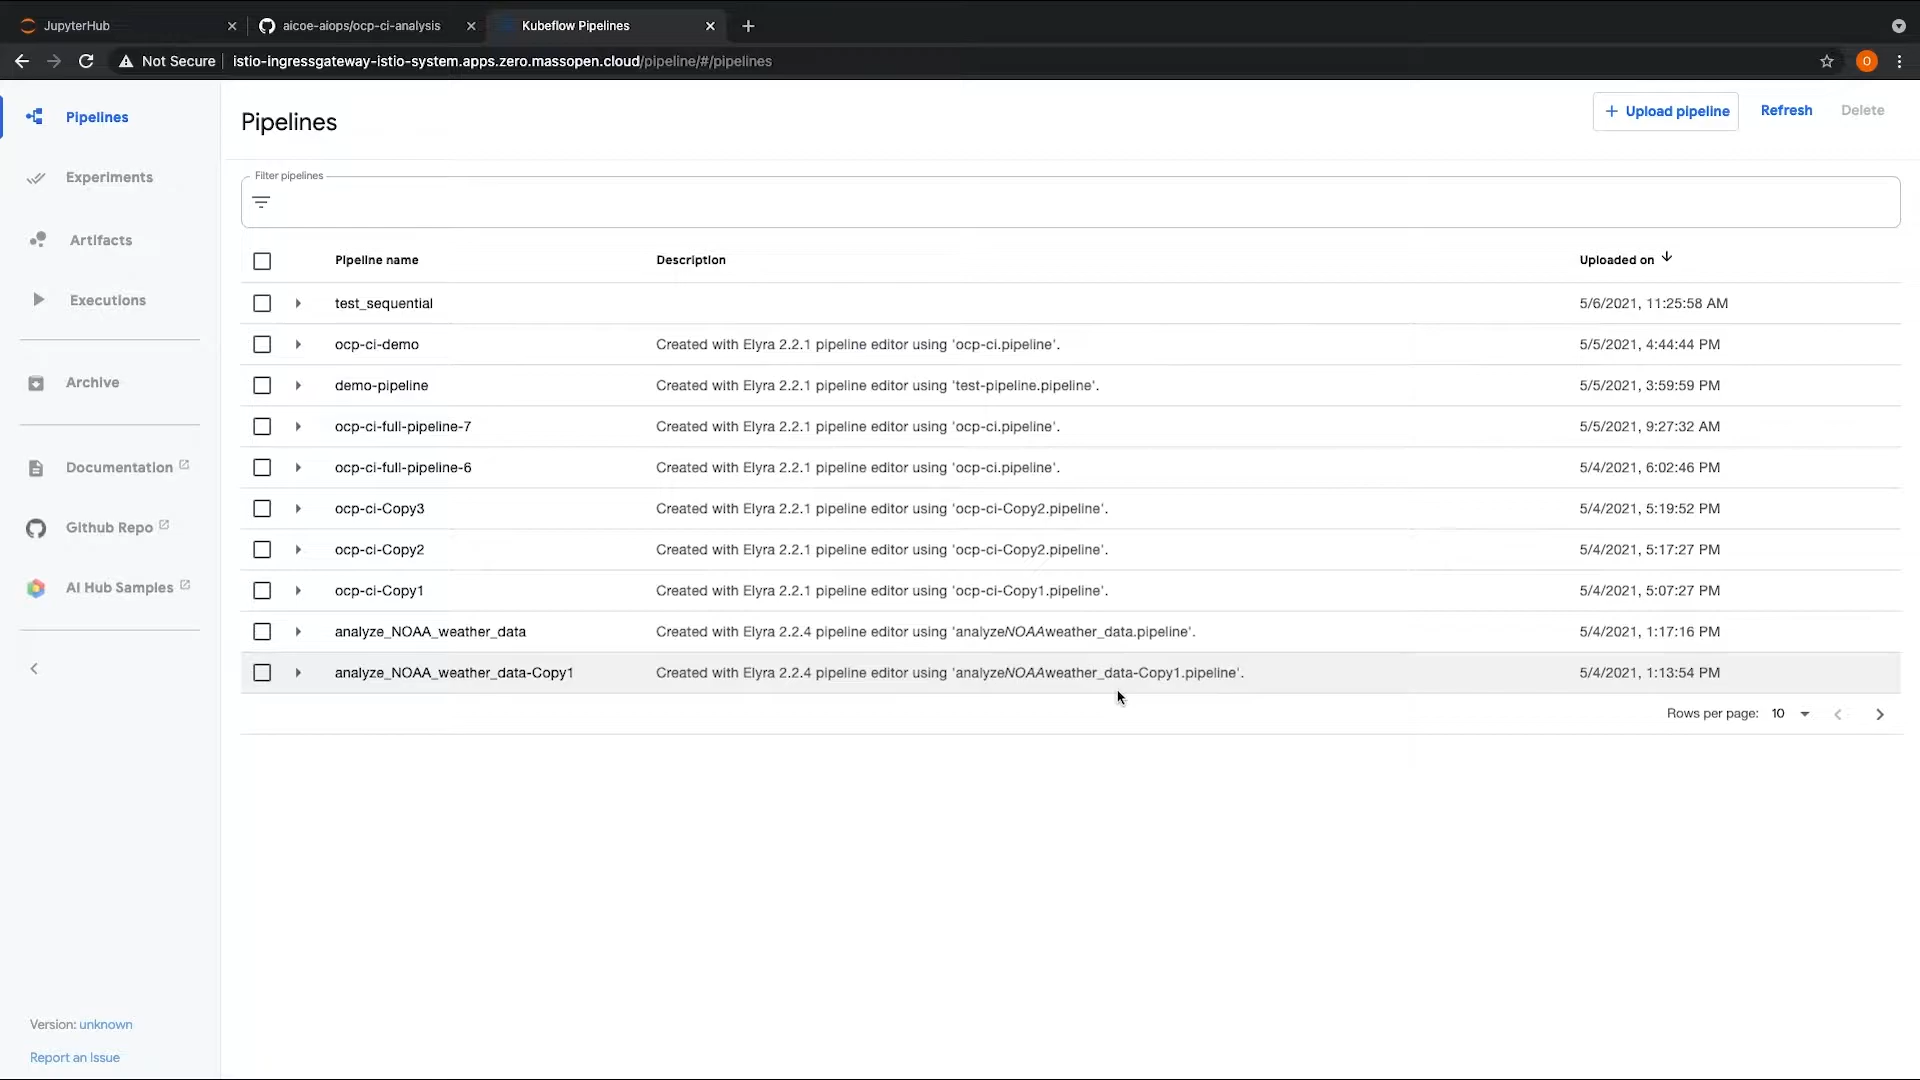 JupyterHub
aicoe-aiops/ocp-ci-analysis
Kubeflow Pipelines
Not Secure
istio-ingressgateway-istio-system.apps.zero.massopen.cloud/pipeline/#/pipelines
O
Pipelines
Experiments
Artifacts
Executions
Archive
Documentation
Github Repo
AI Hub Samples
Version: unknown
Report an Issue
Pipelines
+ Upload pipeline
Refresh
Delete
Filter pipelines
Pipeline name Description Uploaded on
test_sequential 5/6/2021, 11:25:58 AM
ocp-ci-demo Created with Elyra 2.2.1 pipeline editor using 'ocp-ci.pipeline'. 5/5/2021, 4:44:44 PM
demo-pipeline Created with Elyra 2.2.1 pipeline editor using 'test-pipeline.pipeline'. 5/5/2021, 3:59:59 PM
ocp-ci-full-pipeline-7 Created with Elyra 2.2.1 pipeline editor using 'ocp-ci.pipeline'. 5/5/2021, 9:27:32 AM
ocp-ci-full-pipeline-6 Created with Elyra 2.2.1 pipeline editor using 'ocp-ci.pipeline'. 5/4/2021, 6:02:46 PM
ocp-ci-Copy3 Created with Elyra 2.2.1 pipeline editor using 'ocp-ci-Copy2.pipeline'. 5/4/2021, 5:19:52 PM
ocp-ci-Copy2 Created with Elyra 2.2.1 pipeline editor using 'ocp-ci-Copy2.pipeline'. 5/4/2021, 5:17:27 PM
ocp-ci-Copy1 Created with Elyra 2.2.1 pipeline editor using 'ocp-ci-Copy1.pipeline'. 5/4/2021, 5:07:27 PM
analyze_NOAA_weather_data Created with Elyra 2.2.4 pipeline editor using 'analyzeNOAAweather_data.pipeline'. 5/4/2021, 1:17:16 PM
analyze_NOAA_weather_data-Copy1 Created with Elyra 2.2.4 pipeline editor using 'analyzeNOAAweather_data-Copy1.pipeline'. 5/4/2021, 1:13:54 PM
Rows per page: 10